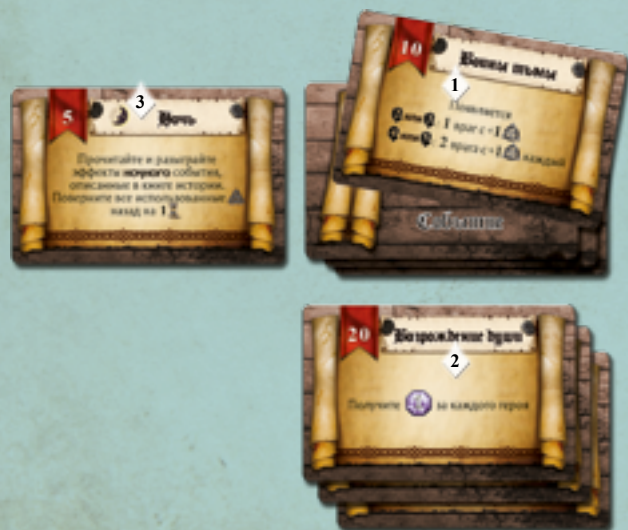 3
5
Ночь
Прочитайте и разыграйте
эффекты ночного события,
описанные в книге истории.
Поверните все использованные
назад на 1
10
Воины тьмы
1
Появляется
или : 1 враг с +1
или : 2 врага с +1 каждый
Событие
20
Возрождение души
2
Получите за каждого героя